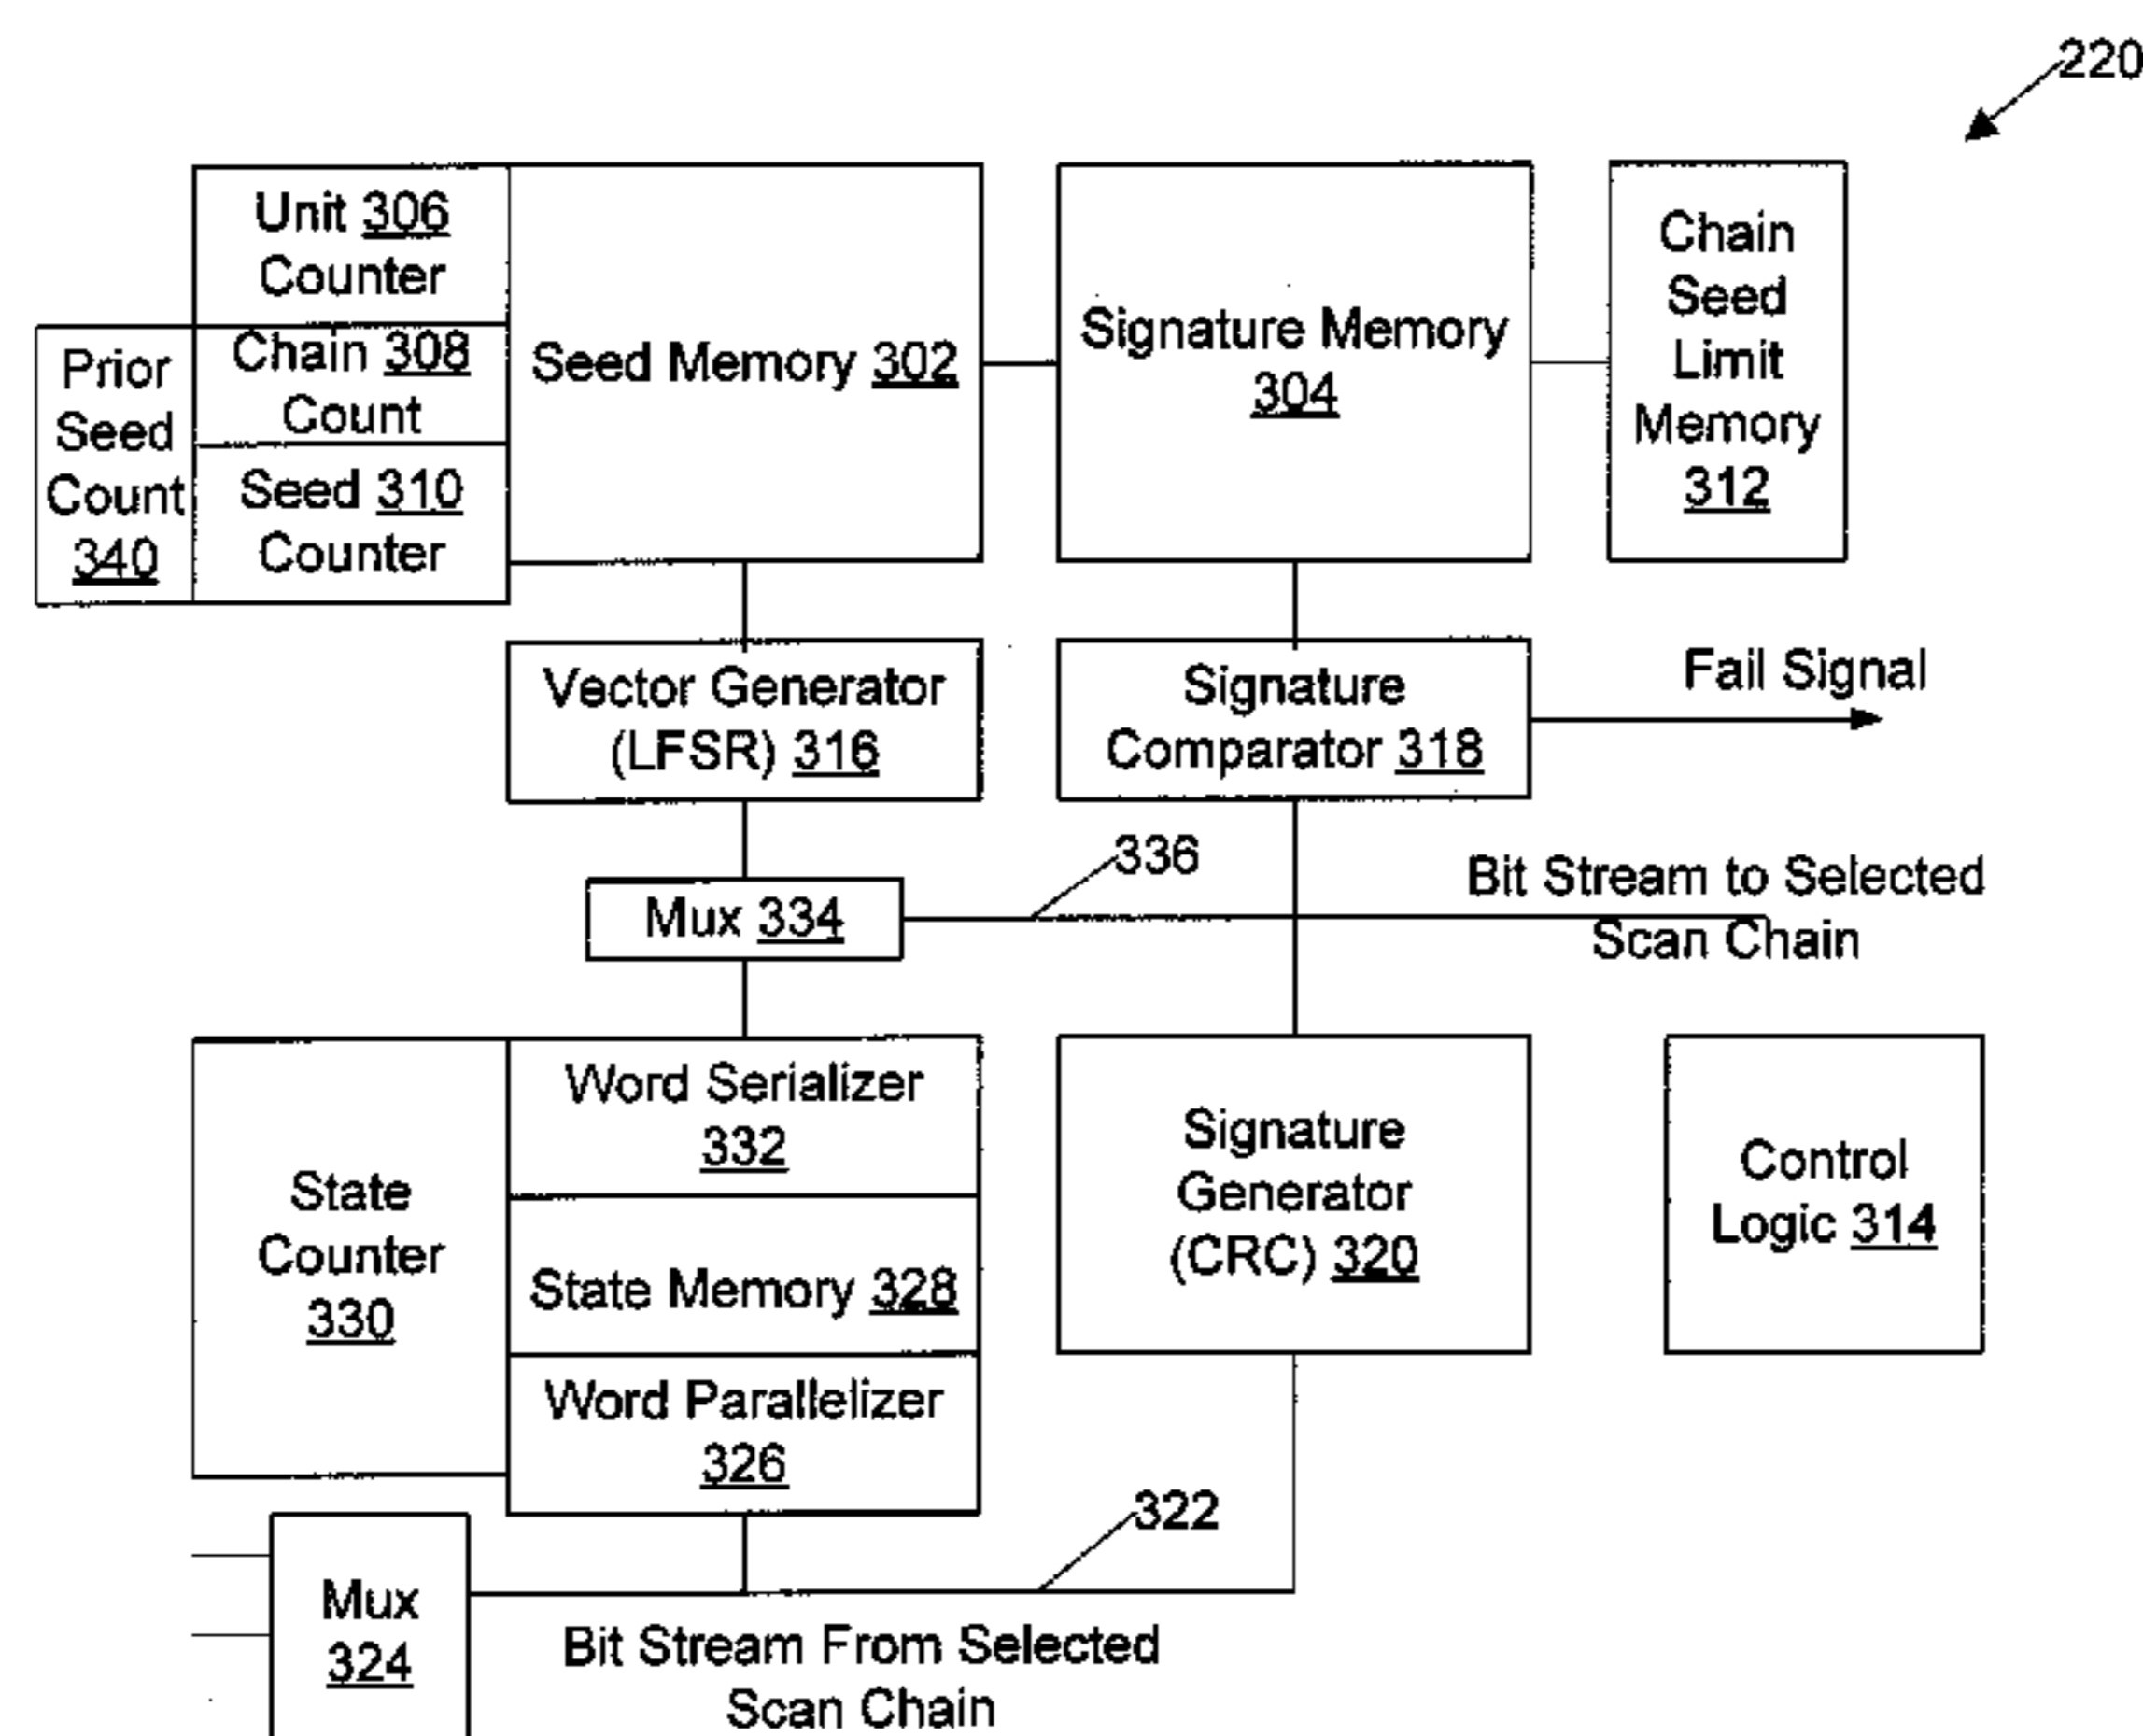 220
Unit 306
Counter
Chain 308
Count
Seed 310
Counter
Prior
Seed
Count
340
Seed Memory 302
Signature Memory
304
Chain
Seed
Limit
Memory
312
Vector Generator
(LFSR) 316
Signature
Comparator 318
Fail Signal
Mux 334
336
Bit Stream to Selected
Scan Chain
State
Counter
330
Word Serializer
332
State Memory 328
Word Parallelizer
326
Signature
Generator
(CRC) 320
Control
Logic 314
322
Mux
324
Bit Stream From Selected
Scan Chain